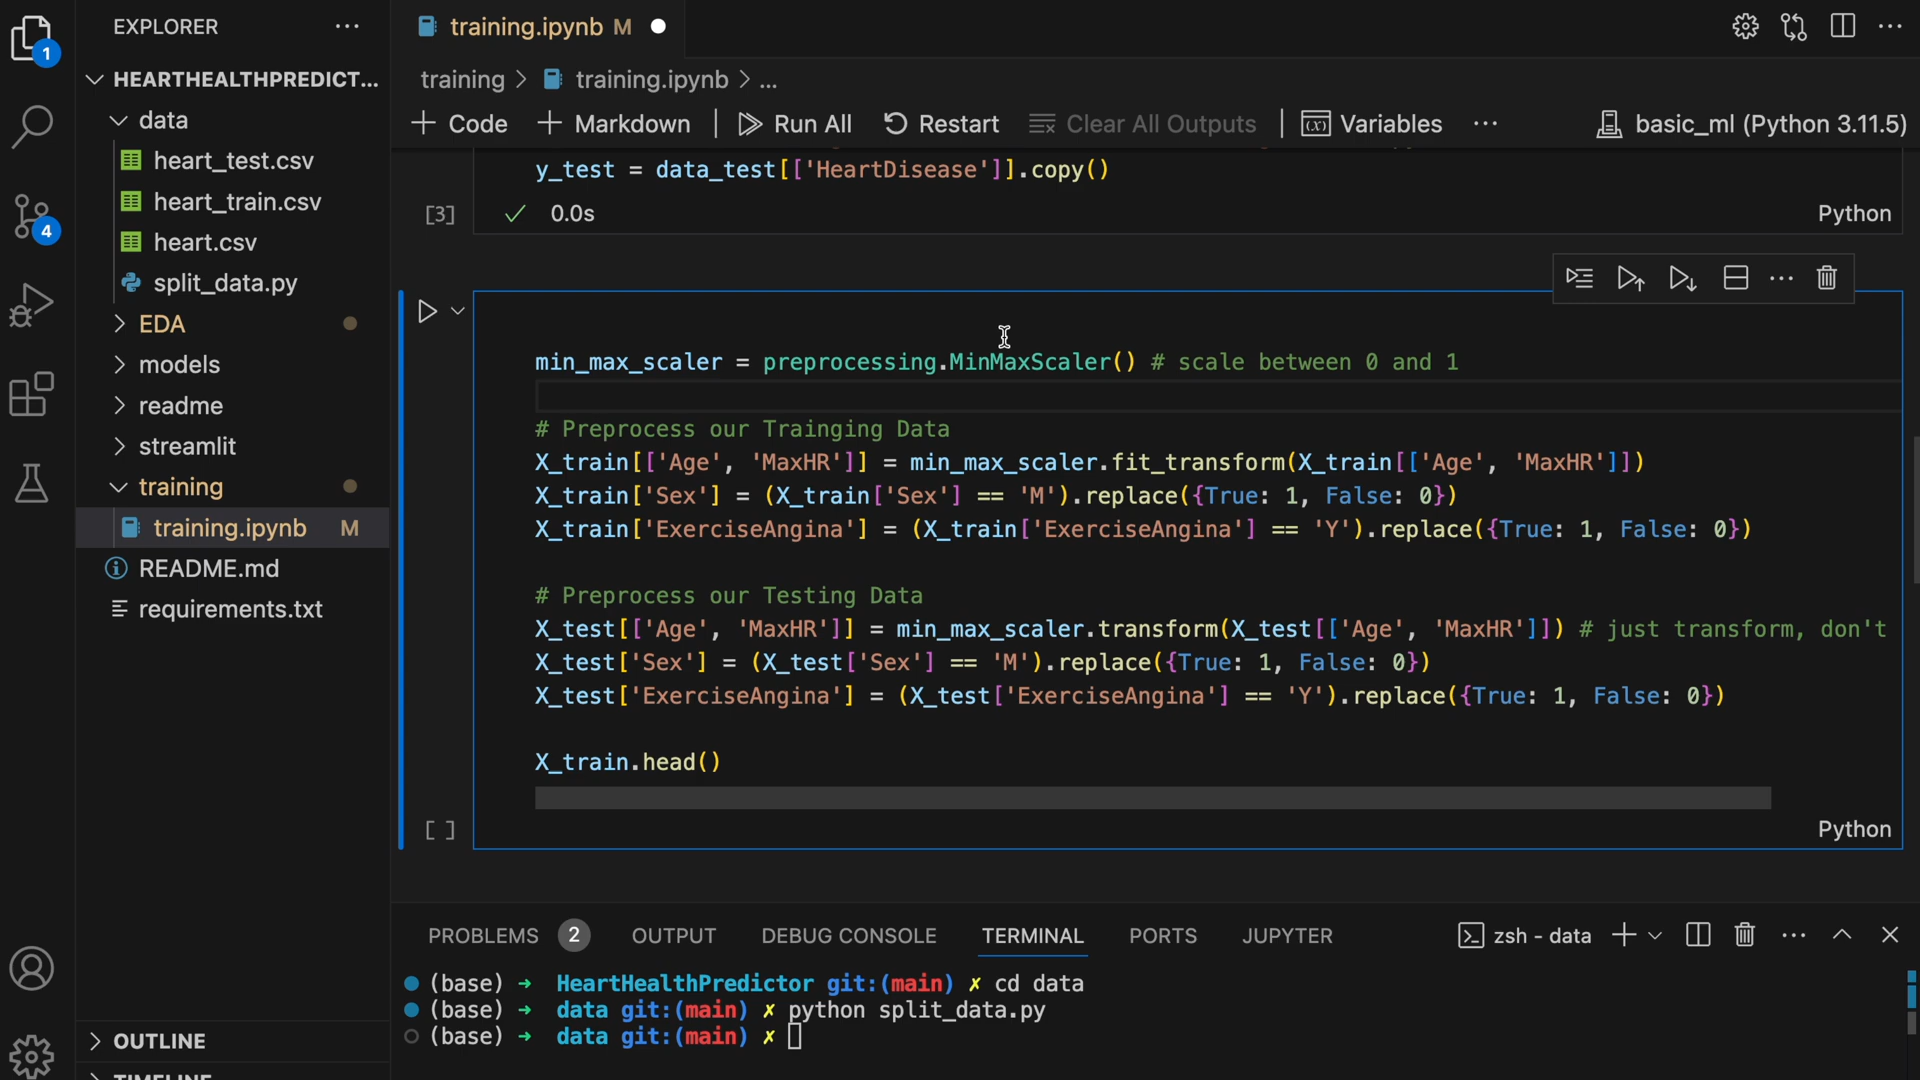 EXPLORER
training.ipynb M
1
HEARTHEALTHPREDICT...
training > training.ipynb > ...
data
+ Code + Markdown Run All Restart Clear All Outputs Variables ... basic_ml (Python 3.11.5)
heart_test.csv
heart_train.csv
heart.csv
split_data.py
EDA
models
readme
streamlit
training
training.ipynb M
README.md
requirements.txt
4
OUTLINE
y_test = data_test[['HeartDisease']].copy()
[3] ✓ 0.0s Python
min_max_scaler = preprocessing.MinMaxScaler() # scale between 0 and 1
# Preprocess our Trainging Data
X_train[['Age', 'MaxHR']] = min_max_scaler.fit_transform(X_train[['Age', 'MaxHR']])
X_train['Sex'] = (X_train['Sex'] == 'M').replace({True: 1, False: 0})
X_train['ExerciseAngina'] = (X_train['ExerciseAngina'] == 'Y').replace({True: 1, False: 0})
# Preprocess our Testing Data
X_test[['Age', 'MaxHR']] = min_max_scaler.transform(X_test[['Age', 'MaxHR']]) # just transform, don't
X_test['Sex'] = (X_test['Sex'] == 'M').replace({True: 1, False: 0})
X_test['ExerciseAngina'] = (X_test['ExerciseAngina'] == 'Y').replace({True: 1, False: 0})
X_train.head()
[ ] Python
PROBLEMS 2 OUTPUT DEBUG CONSOLE TERMINAL PORTS JUPYTER zsh - data
(base) → HeartHealthPredictor git:(main) ✗ cd data
(base) → data git:(main) ✗ python split_data.py
(base) → data git:(main) ✗